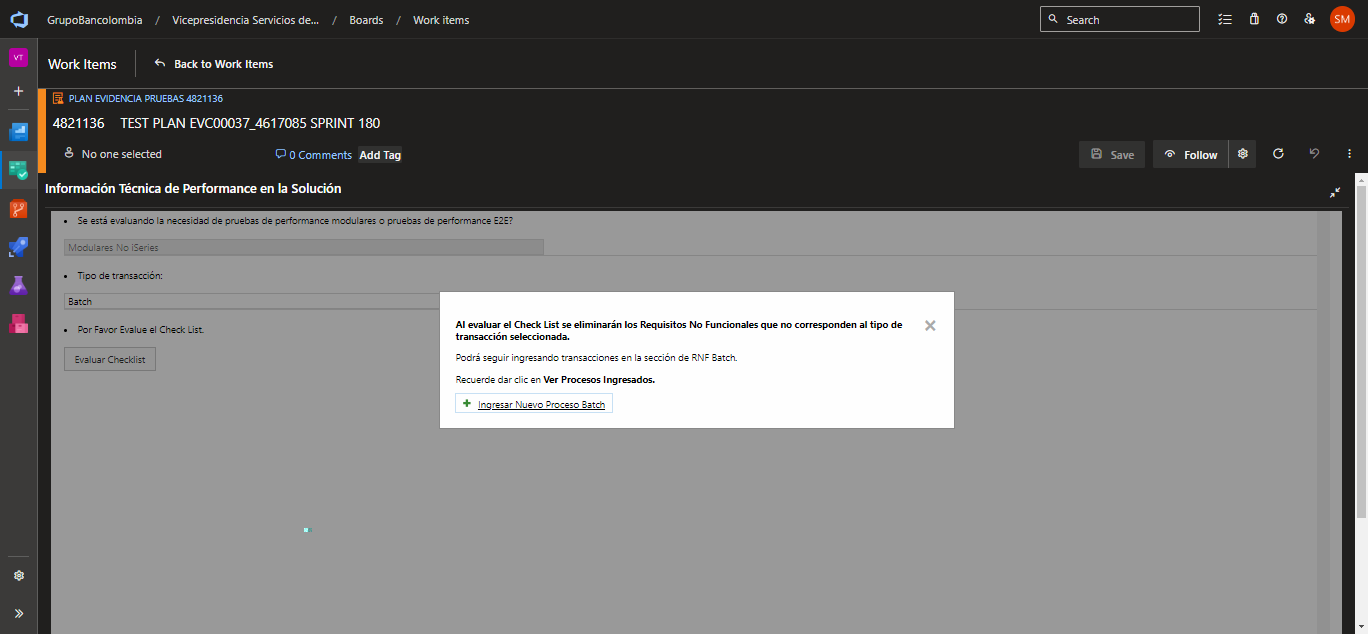 GrupoBancolombia / Vicepresidencia Servicios de... / Boards / Work items
Search
SM
VT
Work Items
Back to Work Items
PLAN EVIDENCIA PRUEBAS 4821136
4821136 TEST PLAN EVC00037_4617085 SPRINT 180
No one selected
0 Comments
Add Tag
Save
Follow
Información Técnica de Performance en la Solución
• Se está evaluando la necesidad de pruebas de performance modulares o pruebas de performance E2E?
Modulares No iSeries
• Tipo de transacción:
Batch
• Por Favor Evalue el Check List.
Evaluar Checklist
Al evaluar el Check List se eliminarán los Requisitos No Funcionales que no corresponden al tipo de
transacción seleccionada.
Podrá seguir ingresando transacciones en la sección de RNF Batch.
Recuerde dar clic en Ver Procesos Ingresados.
Ingresar Nuevo Proceso Batch